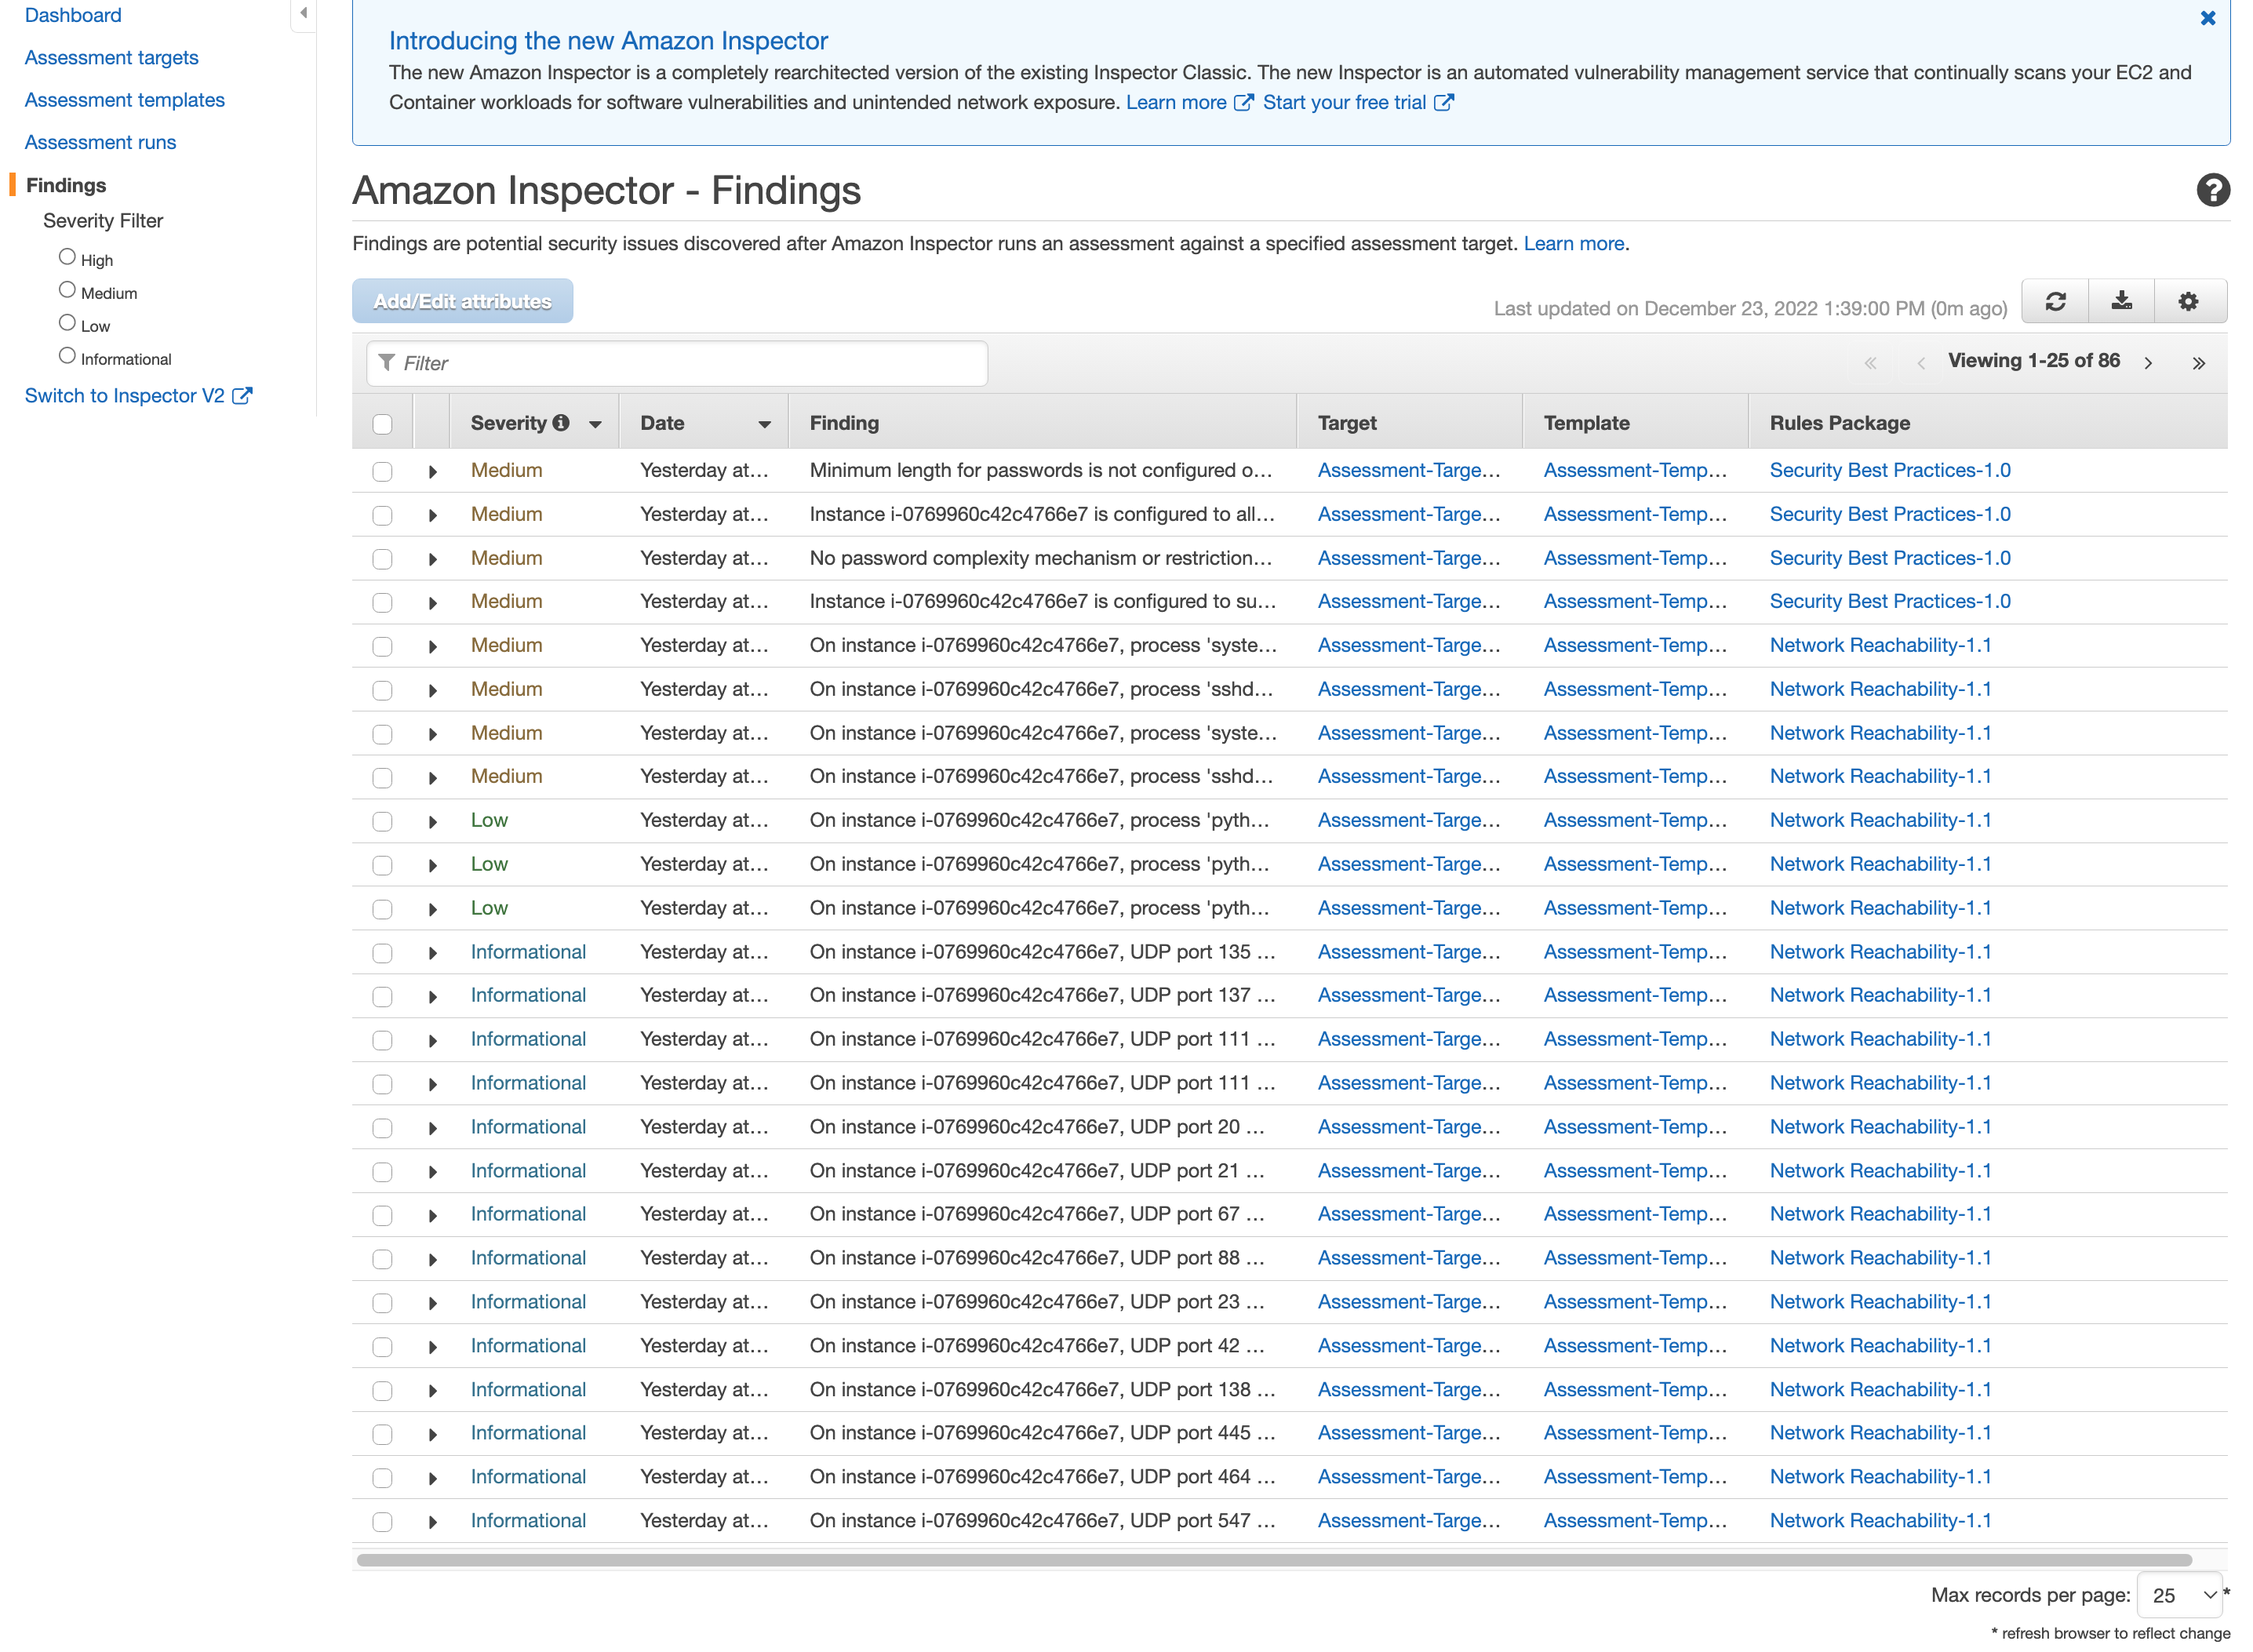 Dashboard
Assessment targets
Assessment templates
Assessment runs
Findings
Severity Filter
High
Medium
Low
Informational
Switch to Inspector V2
Introducing the new Amazon Inspector
The new Amazon Inspector is a completely rearchitected version of the existing Inspector Classic. The new Inspector is an automated vulnerability management service that continually scans your EC2 and
Container workloads for software vulnerabilities and unintended network exposure. Learn more Start your free trial
Amazon Inspector - Findings
Findings are potential security issues discovered after Amazon Inspector runs an assessment against a specified assessment target. Learn more.
Add/Edit attributes
Last updated on December 23, 2022 1:39:00 PM (0m ago)
Filter
« ‹ Viewing 1-25 of 86 › »
Severity Date Finding Target Template Rules Package
Medium Yesterday at... Minimum length for passwords is not configured o... Assessment-Targe... Assessment-Temp... Security Best Practices-1.0
Medium Yesterday at... Instance i-0769960c42c4766e7 is configured to all... Assessment-Targe... Assessment-Temp... Security Best Practices-1.0
Medium Yesterday at... No password complexity mechanism or restriction... Assessment-Targe... Assessment-Temp... Security Best Practices-1.0
Medium Yesterday at... Instance i-0769960c42c4766e7 is configured to su... Assessment-Targe... Assessment-Temp... Security Best Practices-1.0
Medium Yesterday at... On instance i-0769960c42c4766e7, process 'syste... Assessment-Targe... Assessment-Temp... Network Reachability-1.1
Medium Yesterday at... On instance i-0769960c42c4766e7, process 'sshd... Assessment-Targe... Assessment-Temp... Network Reachability-1.1
Medium Yesterday at... On instance i-0769960c42c4766e7, process 'syste... Assessment-Targe... Assessment-Temp... Network Reachability-1.1
Medium Yesterday at... On instance i-0769960c42c4766e7, process 'sshd... Assessment-Targe... Assessment-Temp... Network Reachability-1.1
Low Yesterday at... On instance i-0769960c42c4766e7, process 'pyth... Assessment-Targe... Assessment-Temp... Network Reachability-1.1
Low Yesterday at... On instance i-0769960c42c4766e7, process 'pyth... Assessment-Targe... Assessment-Temp... Network Reachability-1.1
Low Yesterday at... On instance i-0769960c42c4766e7, process 'pyth... Assessment-Targe... Assessment-Temp... Network Reachability-1.1
Informational Yesterday at... On instance i-0769960c42c4766e7, UDP port 135 ... Assessment-Targe... Assessment-Temp... Network Reachability-1.1
Informational Yesterday at... On instance i-0769960c42c4766e7, UDP port 137 ... Assessment-Targe... Assessment-Temp... Network Reachability-1.1
Informational Yesterday at... On instance i-0769960c42c4766e7, UDP port 111 ... Assessment-Targe... Assessment-Temp... Network Reachability-1.1
Informational Yesterday at... On instance i-0769960c42c4766e7, UDP port 111 ... Assessment-Targe... Assessment-Temp... Network Reachability-1.1
Informational Yesterday at... On instance i-0769960c42c4766e7, UDP port 20 ... Assessment-Targe... Assessment-Temp... Network Reachability-1.1
Informational Yesterday at... On instance i-0769960c42c4766e7, UDP port 21 ... Assessment-Targe... Assessment-Temp... Network Reachability-1.1
Informational Yesterday at... On instance i-0769960c42c4766e7, UDP port 67 ... Assessment-Targe... Assessment-Temp... Network Reachability-1.1
Informational Yesterday at... On instance i-0769960c42c4766e7, UDP port 88 ... Assessment-Targe... Assessment-Temp... Network Reachability-1.1
Informational Yesterday at... On instance i-0769960c42c4766e7, UDP port 23 ... Assessment-Targe... Assessment-Temp... Network Reachability-1.1
Informational Yesterday at... On instance i-0769960c42c4766e7, UDP port 42 ... Assessment-Targe... Assessment-Temp... Network Reachability-1.1
Informational Yesterday at... On instance i-0769960c42c4766e7, UDP port 138 ... Assessment-Targe... Assessment-Temp... Network Reachability-1.1
Informational Yesterday at... On instance i-0769960c42c4766e7, UDP port 445 ... Assessment-Targe... Assessment-Temp... Network Reachability-1.1
Informational Yesterday at... On instance i-0769960c42c4766e7, UDP port 464 ... Assessment-Targe... Assessment-Temp... Network Reachability-1.1
Informational Yesterday at... On instance i-0769960c42c4766e7, UDP port 547 ... Assessment-Targe... Assessment-Temp... Network Reachability-1.1
Max records per page: 25 *
* refresh browser to reflect change